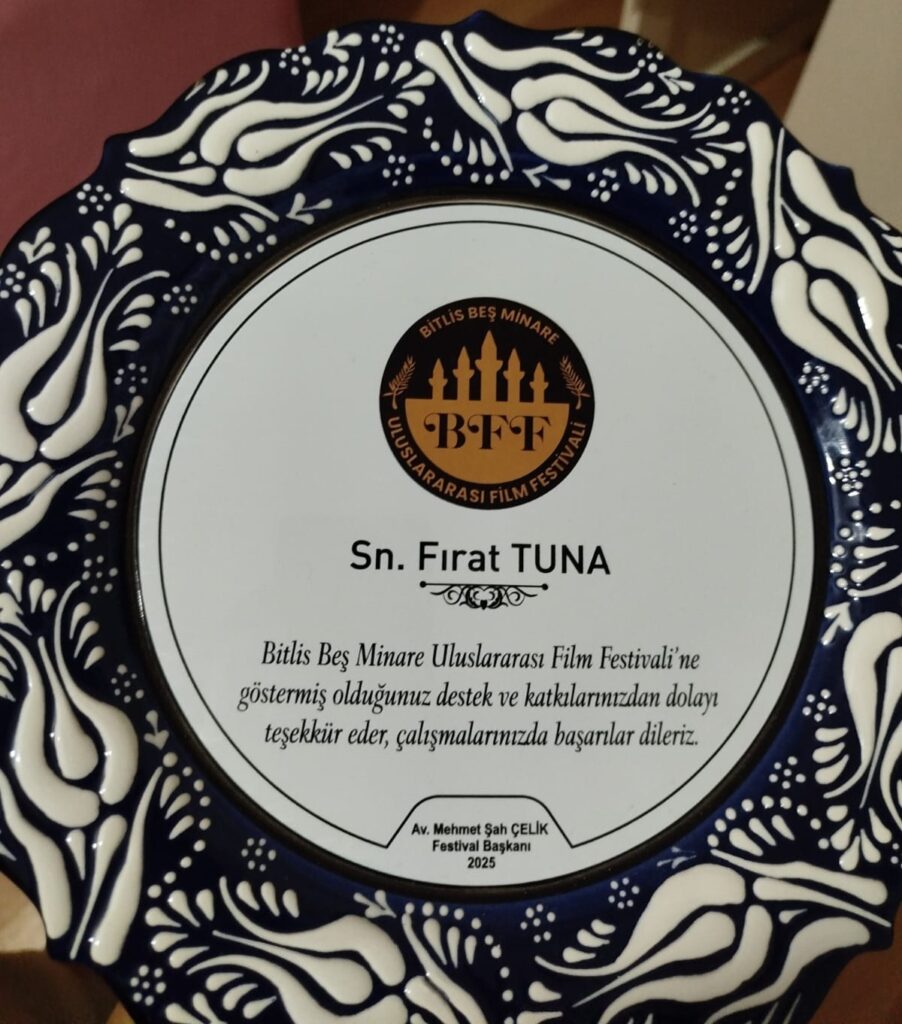 BİTLİS BEŞ MİNARE
BFF
ULUSLARARASI FİLM FESTİVALİ
Sn. Fırat TUNA
Bitlis Beş Minare Uluslararası Film Festivali'ne
göstermiş olduğunuz destek ve katkılarınızdan dolayı
teşekkür eder, çalışmalarınızda başarılar dileriz.
Av. Mehmet Şah ÇELİK
Festival Başkanı
2025